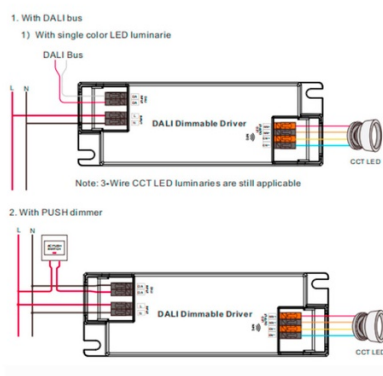 1. With DALI bus
1) With single color LED luminarie
DALI Bus
L N
DALI Dimmable Driver
CCT LED
Note: 3-Wire CCT LED luminaries are still applicable
2. With PUSH dimmer
L N
DALI Dimmable Driver
CCT LED